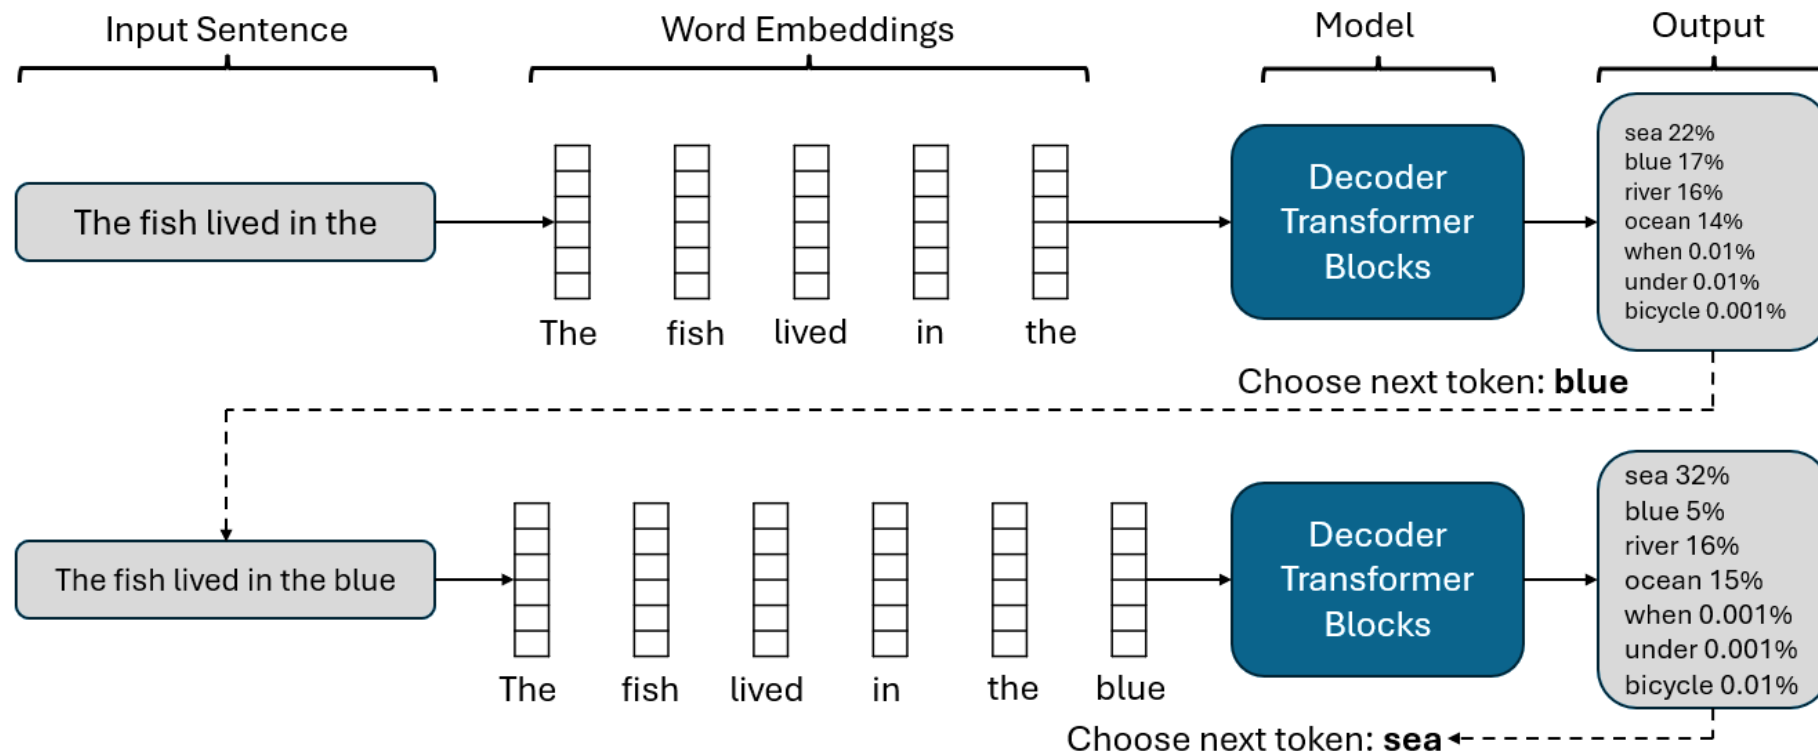 Input Sentence
Word Embeddings
Model
Output
The fish lived in the
The
fish
lived
in
the
Decoder
Transformer
Blocks
sea 22%
blue 17%
river 16%
ocean 14%
when 0.01%
under 0.01%
bicycle 0.001%
Choose next token: blue
The fish lived in the blue
The
fish
lived
in
the
blue
Decoder
Transformer
Blocks
sea 32%
blue 5%
river 16%
ocean 15%
when 0.001%
under 0.001%
bicycle 0.01%
Choose next token: sea